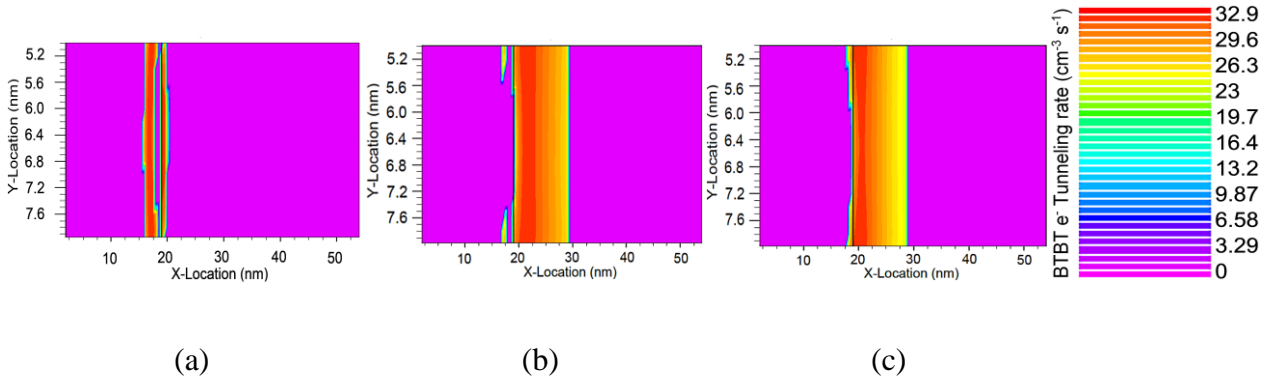 Y-Location (nm)
5.2
5.6
6.0
6.4
6.8
7.2
7.6
10 20 30 40 50
X-Location (nm)
(a)
Y-Location (nm)
5.2
5.6
6.0
6.4
6.8
7.2
7.6
10 20 30 40 50
X-Location (nm)
(b)
Y-Location (nm)
5.2
5.6
6.0
6.4
6.8
7.2
7.6
10 20 30 40 50
X-Location (nm)
(c)
BTBT e- Tunneling rate (cm-3 s-1)
32.9
29.6
26.3
23
19.7
16.4
13.2
9.87
6.58
3.29
0